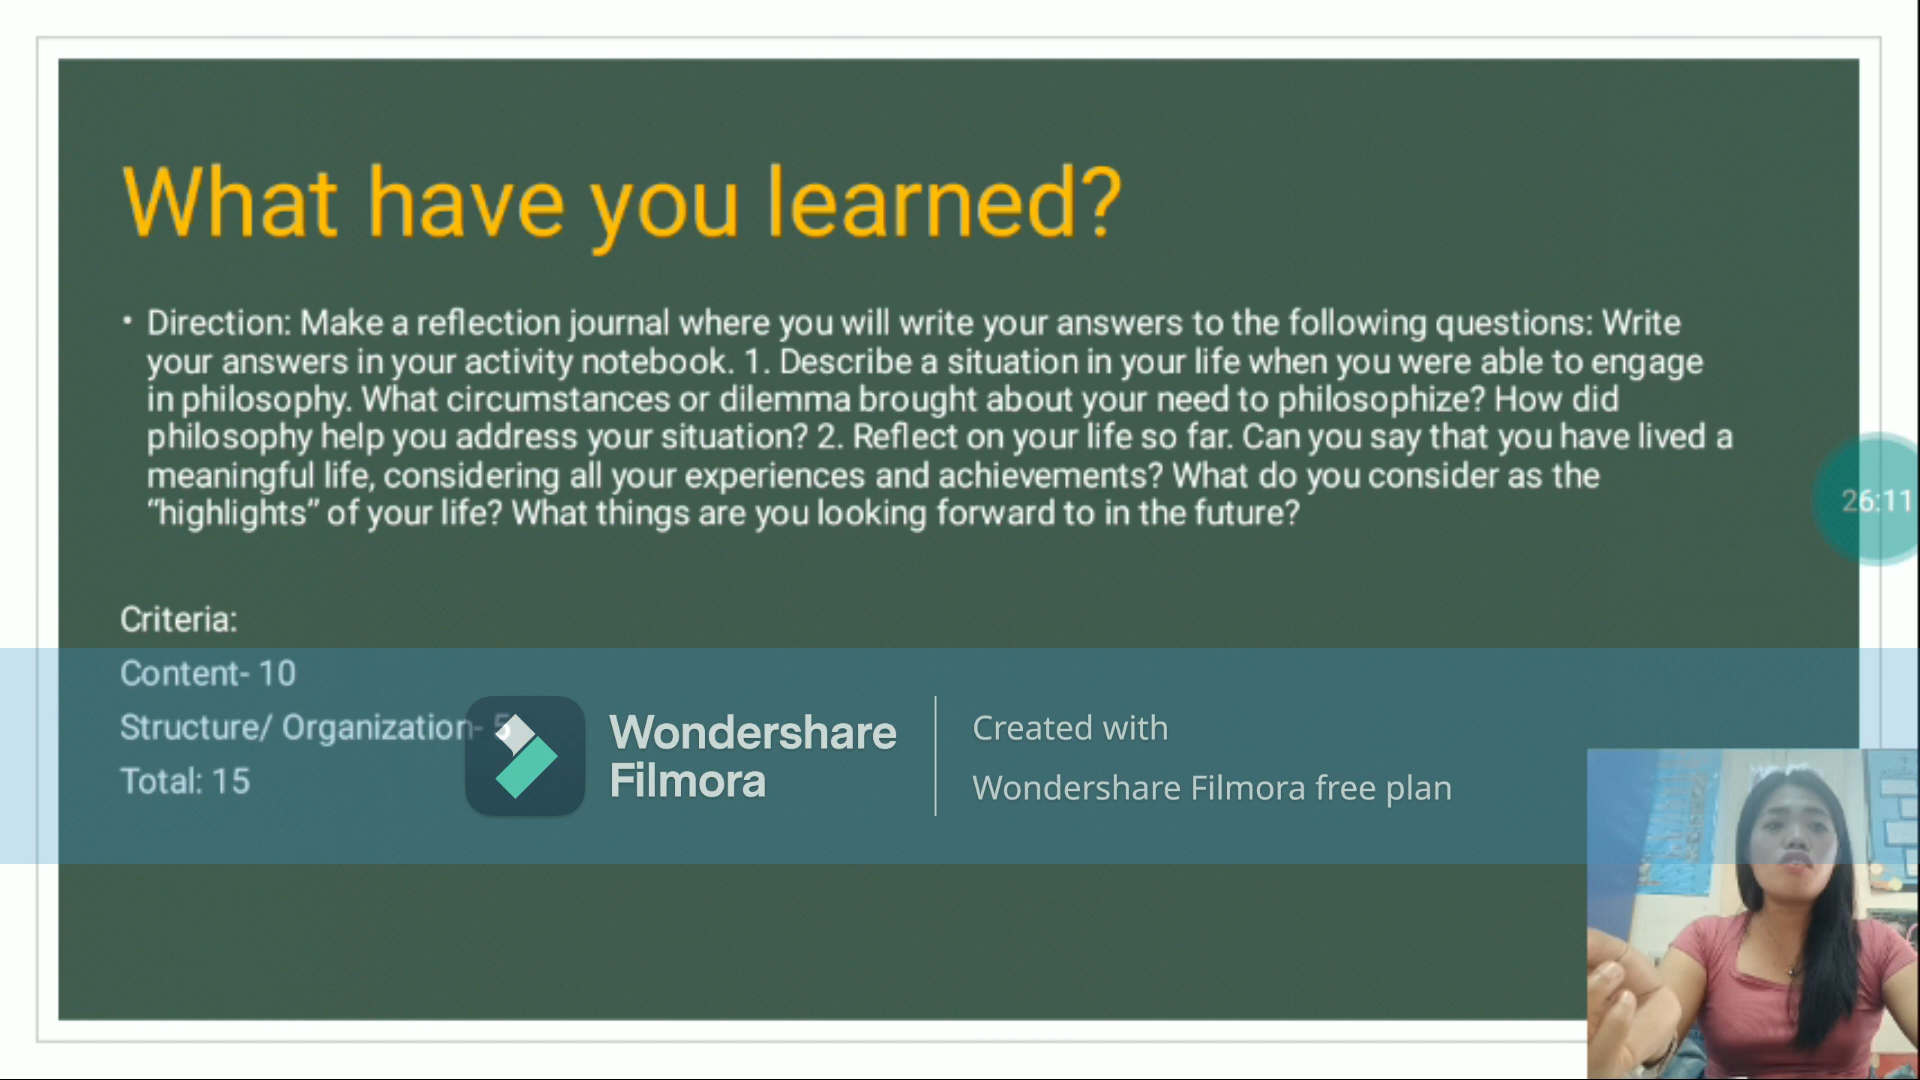 What have you learned?
• Direction: Make a reflection journal where you will write your answers to the following questions: Write
your answers in your activity notebook. 1. Describe a situation in your life when you were able to engage
in philosophy. What circumstances or dilemma brought about your need to philosophize? How did
philosophy help you address your situation? 2. Reflect on your life so far. Can you say that you have lived a
meaningful life, considering all your experiences and achievements? What do you consider as the
“highlights” of your life? What things are you looking forward to in the future?
26:11
Criteria:
Content- 10
Structure/ Organization- 5
Total: 15
Wondershare
Filmora
Created with
Wondershare Filmora free plan